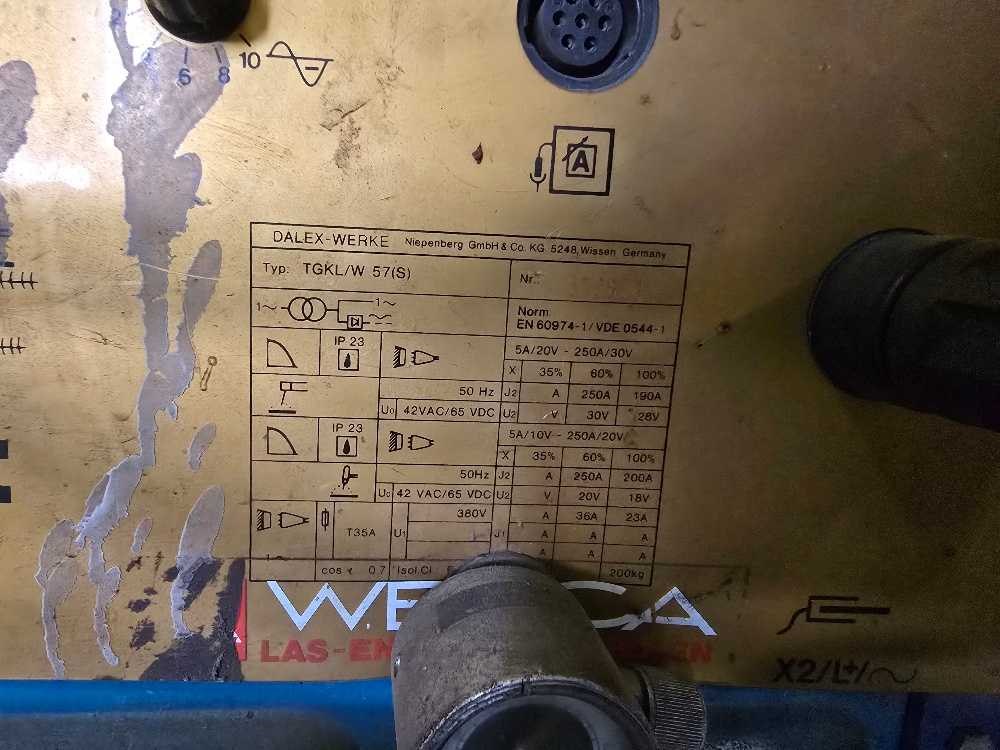 6 8 10
A
DALEX-WERKE Niepenberg GmbH & Co. KG. 5248, Wissen Germany
Typ: TGKL/W 57(S)
Nr.:
1~ 1~
Norm
EN 60974-1/VDE 0544-1
IP 23
5A/20V - 250A/30V
X 35% 60% 100%
50 Hz J2 A 250A 190A
U0 42VAC/65 VDC U2 V 30V 28V
IP 23
5A/10V - 250A/20V
X 35% 60% 100%
50Hz J2 A 250A 200A
U0 42 VAC/65 VDC U2 V 20V 18V
380V A 36A 23A
T35A U1 J1 A A A
A A A
cos 0.7 Isol.Cl 200kg
LAS-EN
X2/L+/~